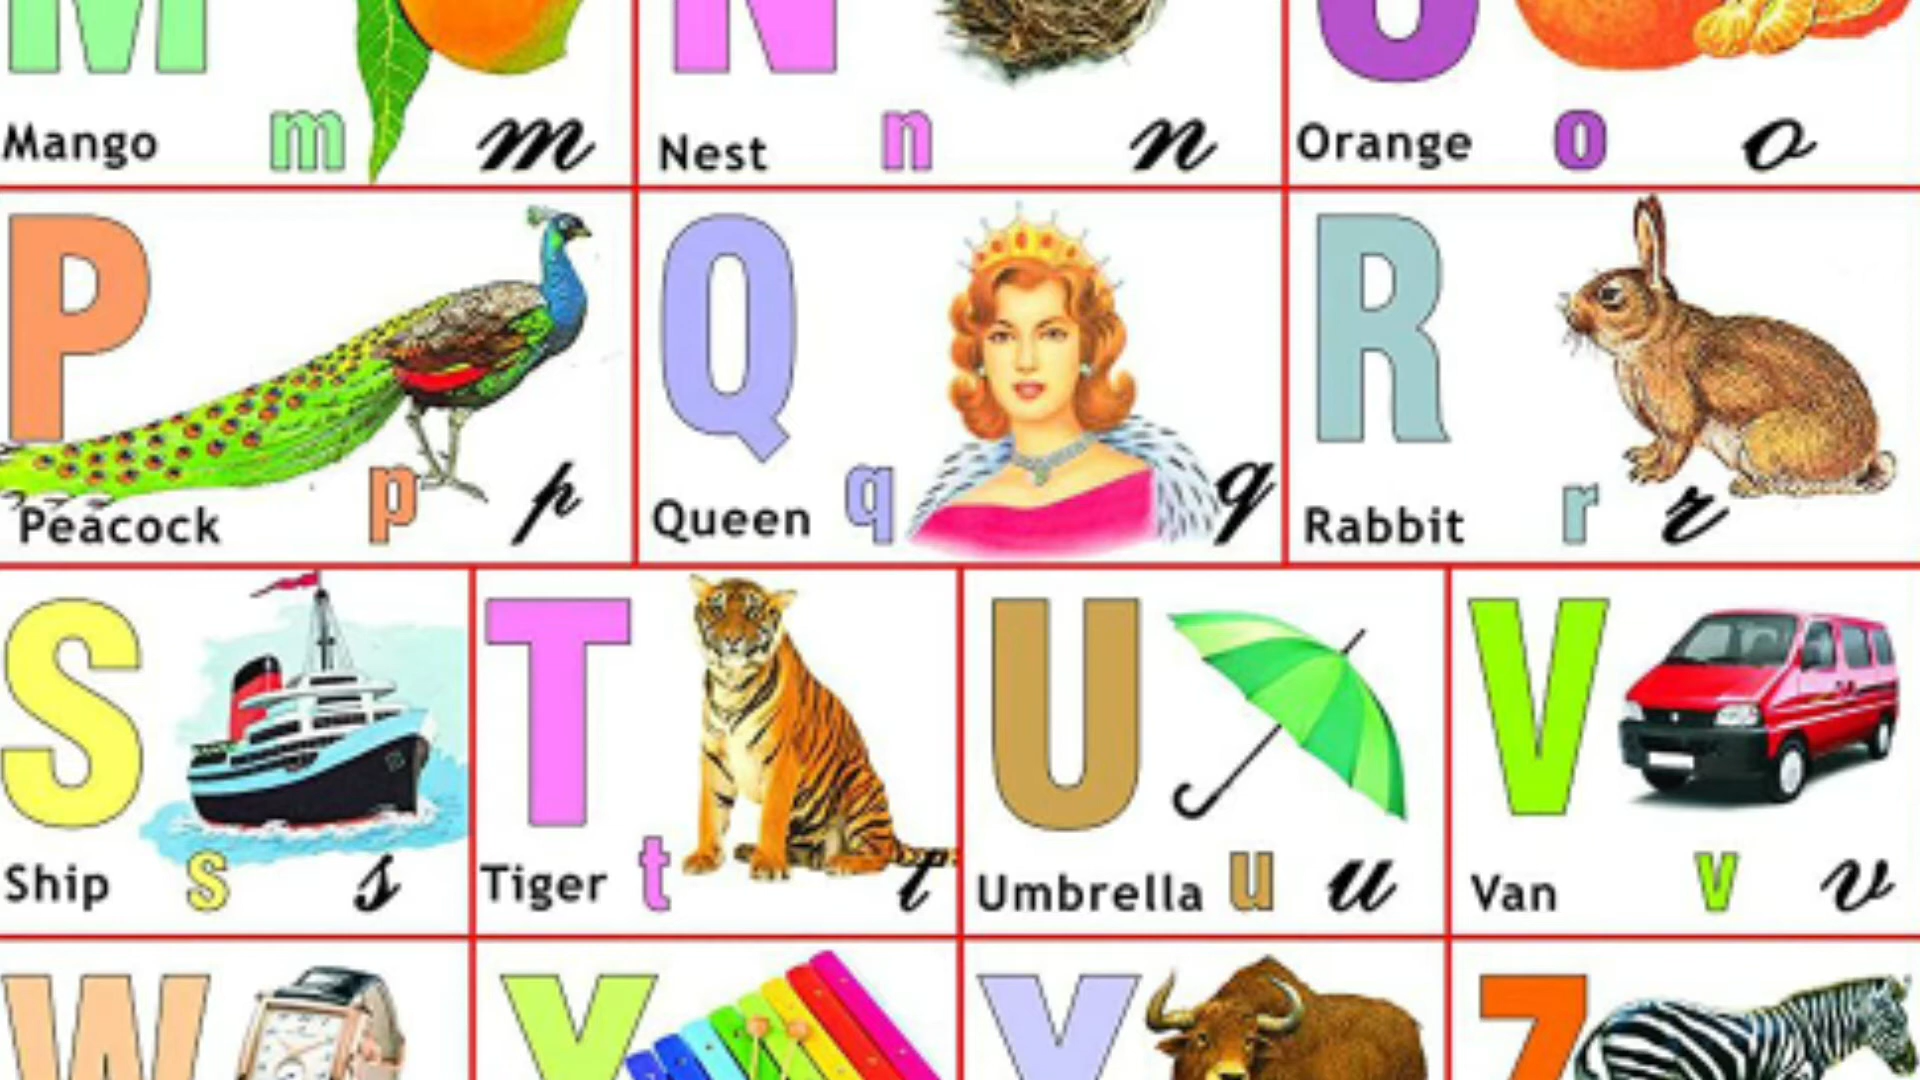 M N O
Mango m m Nest n n Orange o o
P Q R
Peacock p p Queen q q Rabbit r r
S T U V
Ship s s Tiger t t Umbrella u u Van v v
W X Y Z